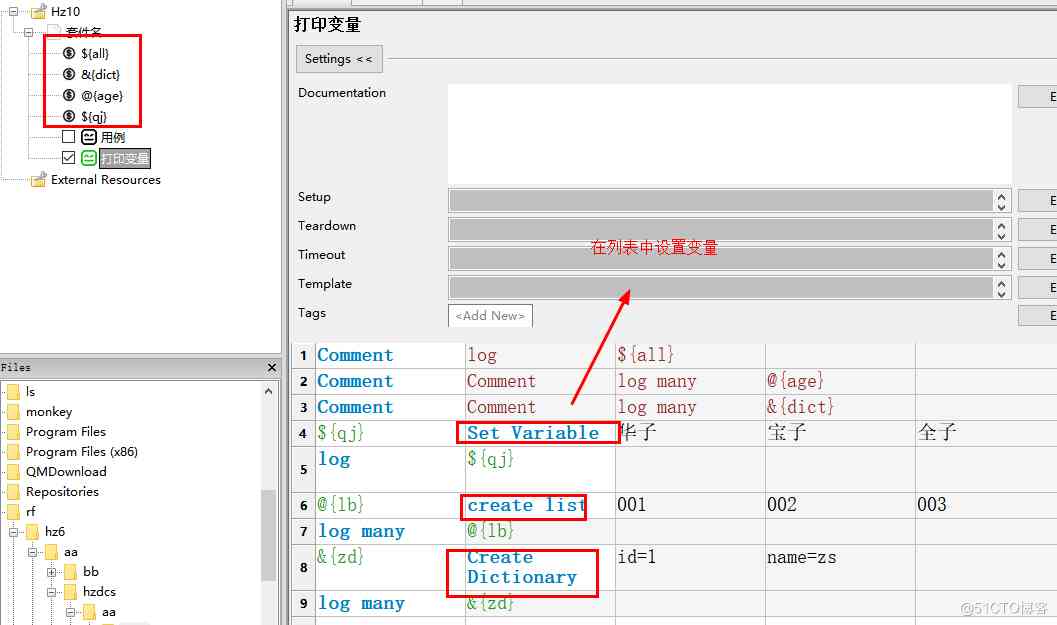 Hz10
套件名
${all}
&{dict}
@{age}
${qj}
用例
打印变量
External Resources
Files
ls
monkey
Program Files
Program Files (x86)
QMDownload
Repositories
rf
hz6
aa
bb
hzdcs
aa
打印变量
Settings <<
Documentation
E
Setup
E
Teardown
E
在列表中设置变量
Timeout
E
Template
E
Tags
<Add New>
E
1 Comment log ${all}
2 Comment Comment log many @{age}
3 Comment Comment log many &{dict}
4 ${qj} Set Variable 华子 宝子 全子
5 log ${qj}
6 @{lb} create list 001 002 003
7 log many @{lb}
8 &{zd} Create Dictionary id=1 name=zs
9 log many &{zd}
@51CTO博客